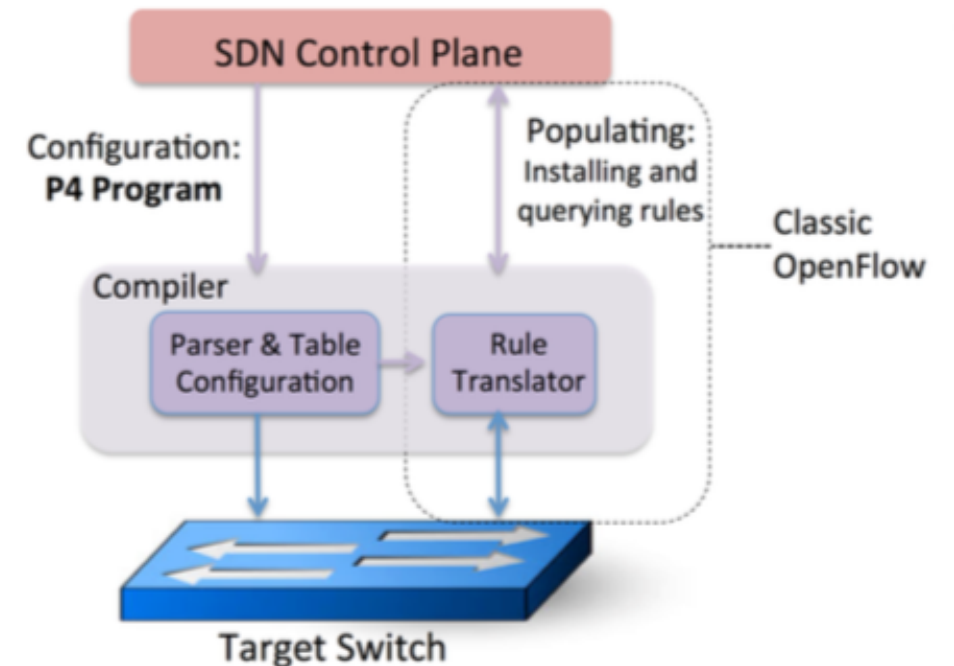 SDN Control Plane
Configuration:
P4 Program
Populating:
Installing and
querying rules
Classic
OpenFlow
Compiler
Parser & Table
Configuration
Rule
Translator
Target Switch